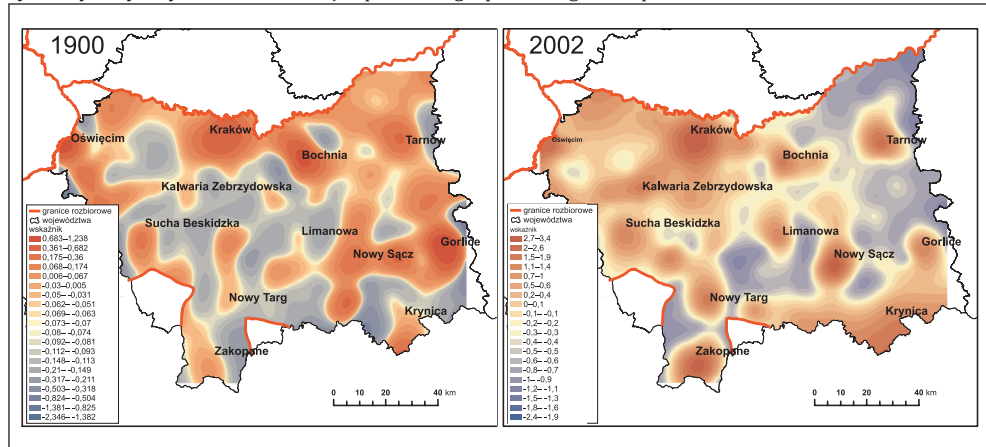 1900
Oświęcim
Kraków
Bochnia
Tarnów
Kalwaria Zebrzydowska
Sucha Beskidzka
Limanowa
Nowy Sącz
Gorlice
Nowy Targ
Krynica
Zakopane
granice rozbiorowe
województwa
wskaźnik
0,683–1,238
0,361–0,682
0,175–0,36
0,068–0,174
0,006–0,067
-0,03–0,005
-0,05–-0,031
-0,062–-0,051
-0,069–-0,063
-0,073–-0,07
-0,08–-0,074
-0,092–-0,081
-0,112–-0,093
-0,148–-0,113
-0,21–-0,149
-0,317–-0,211
-0,503–-0,318
-0,824–-0,504
-1,381–-0,825
-2,346–-1,382
0 10 20 40
km
2002
Oświęcim
Kraków
Bochnia
Tarnów
Kalwaria Zebrzydowska
Sucha Beskidzka
Limanowa
Nowy Sącz
Gorlice
Nowy Targ
Krynica
Zakopane
granice rozbiorowe
województwa
wskaźnik
2,7–3,4
2–2,6
1,5–1,9
1,1–1,4
0,7–1
0,5–0,6
0,2–0,4
0–0,1
-0,1–-0,1
-0,2–-0,2
-0,3–-0,3
-0,4–-0,4
-0,5–-0,5
-0,6–-0,6
-0,8–-0,7
-1–-0,9
-1,2–-1,1
-1,5–-1,3
-1,8–-1,6
-2,4–-1,9
0 10 20 40
km